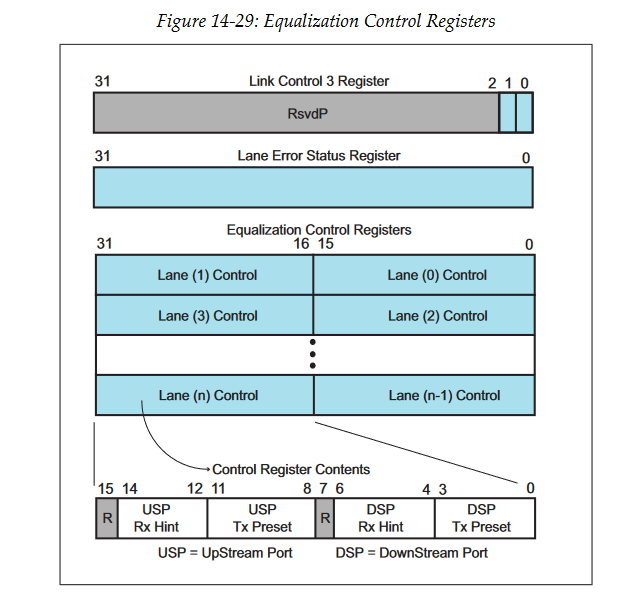 Figure 14-29: Equalization Control Registers
31 Link Control 3 Register 2 1 0
RsvdP
31 Lane Error Status Register 0
Equalization Control Registers
31 16 15 0
Lane (1) Control Lane (0) Control
Lane (3) Control Lane (2) Control
Lane (n) Control Lane (n-1) Control
Control Register Contents
15 14 12 11 8 7 6 4 3 0
R USP Rx Hint USP Tx Preset R DSP Rx Hint DSP Tx Preset
USP = UpStream Port DSP = DownStream Port